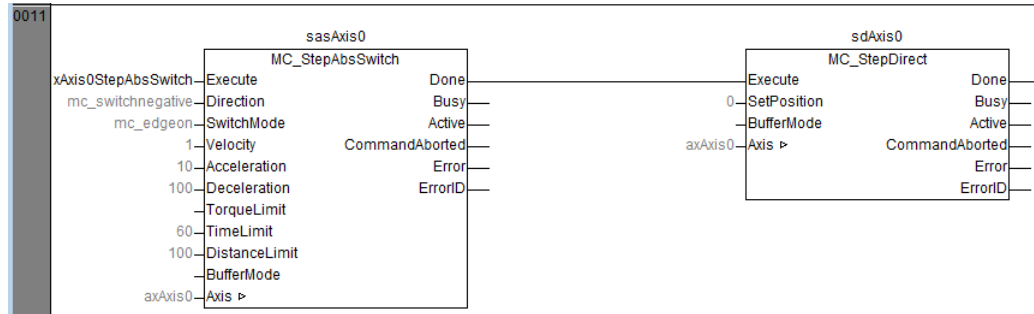 0011
sasAxis0
MC_StepAbsSwitch
xAxis0StepAbsSwitch Execute Done
mc_switchnegative Direction Busy
mc_edgeon SwitchMode Active
1 Velocity CommandAborted
10 Acceleration Error
100 Deceleration ErrorID
TorqueLimit
60 TimeLimit
100 DistanceLimit
BufferMode
axAxis0 Axis
sdAxis0
MC_StepDirect
Execute Done
0 SetPosition Busy
BufferMode Active
axAxis0 Axis CommandAborted
Error
ErrorID